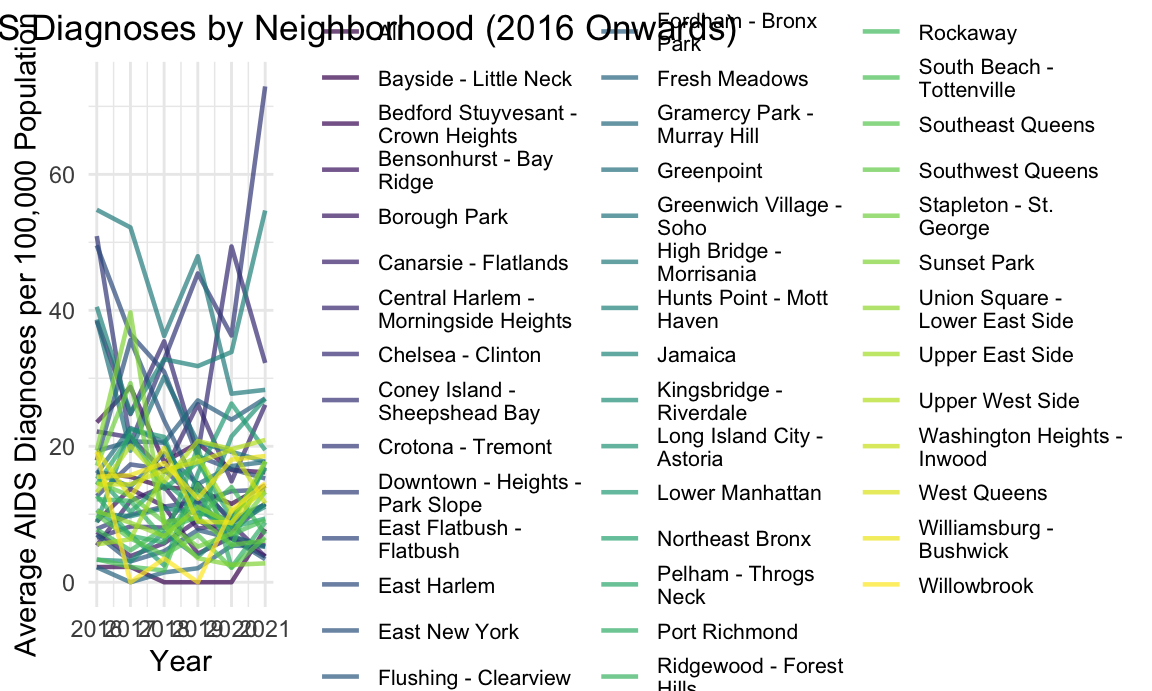 S Diagnoses by Neighborhood (2016 Onwards)
Average AIDS Diagnoses per 100,000 Population
60
40
20
0
2016
2017
2018
2019
2020
2021
Year
All
Bayside - Little Neck
Bedford Stuyvesant -
Crown Heights
Bensonhurst - Bay
Ridge
Borough Park
Canarsie - Flatlands
Central Harlem -
Morningside Heights
Chelsea - Clinton
Coney Island -
Sheepshead Bay
Crotona - Tremont
Downtown - Heights -
Park Slope
East Flatbush -
Flatbush
East Harlem
East New York
Flushing - Clearview
Fordham - Bronx
Park
Fresh Meadows
Gramercy Park -
Murray Hill
Greenpoint
Greenwich Village -
Soho
High Bridge -
Morrisania
Hunts Point - Mott
Haven
Jamaica
Kingsbridge -
Riverdale
Long Island City -
Astoria
Lower Manhattan
Northeast Bronx
Pelham - Throgs
Neck
Port Richmond
Ridgewood - Forest
Hills
Rockaway
South Beach -
Tottenville
Southeast Queens
Southwest Queens
Stapleton - St.
George
Sunset Park
Union Square -
Lower East Side
Upper East Side
Upper West Side
Washington Heights -
Inwood
West Queens
Williamsburg -
Bushwick
Willowbrook